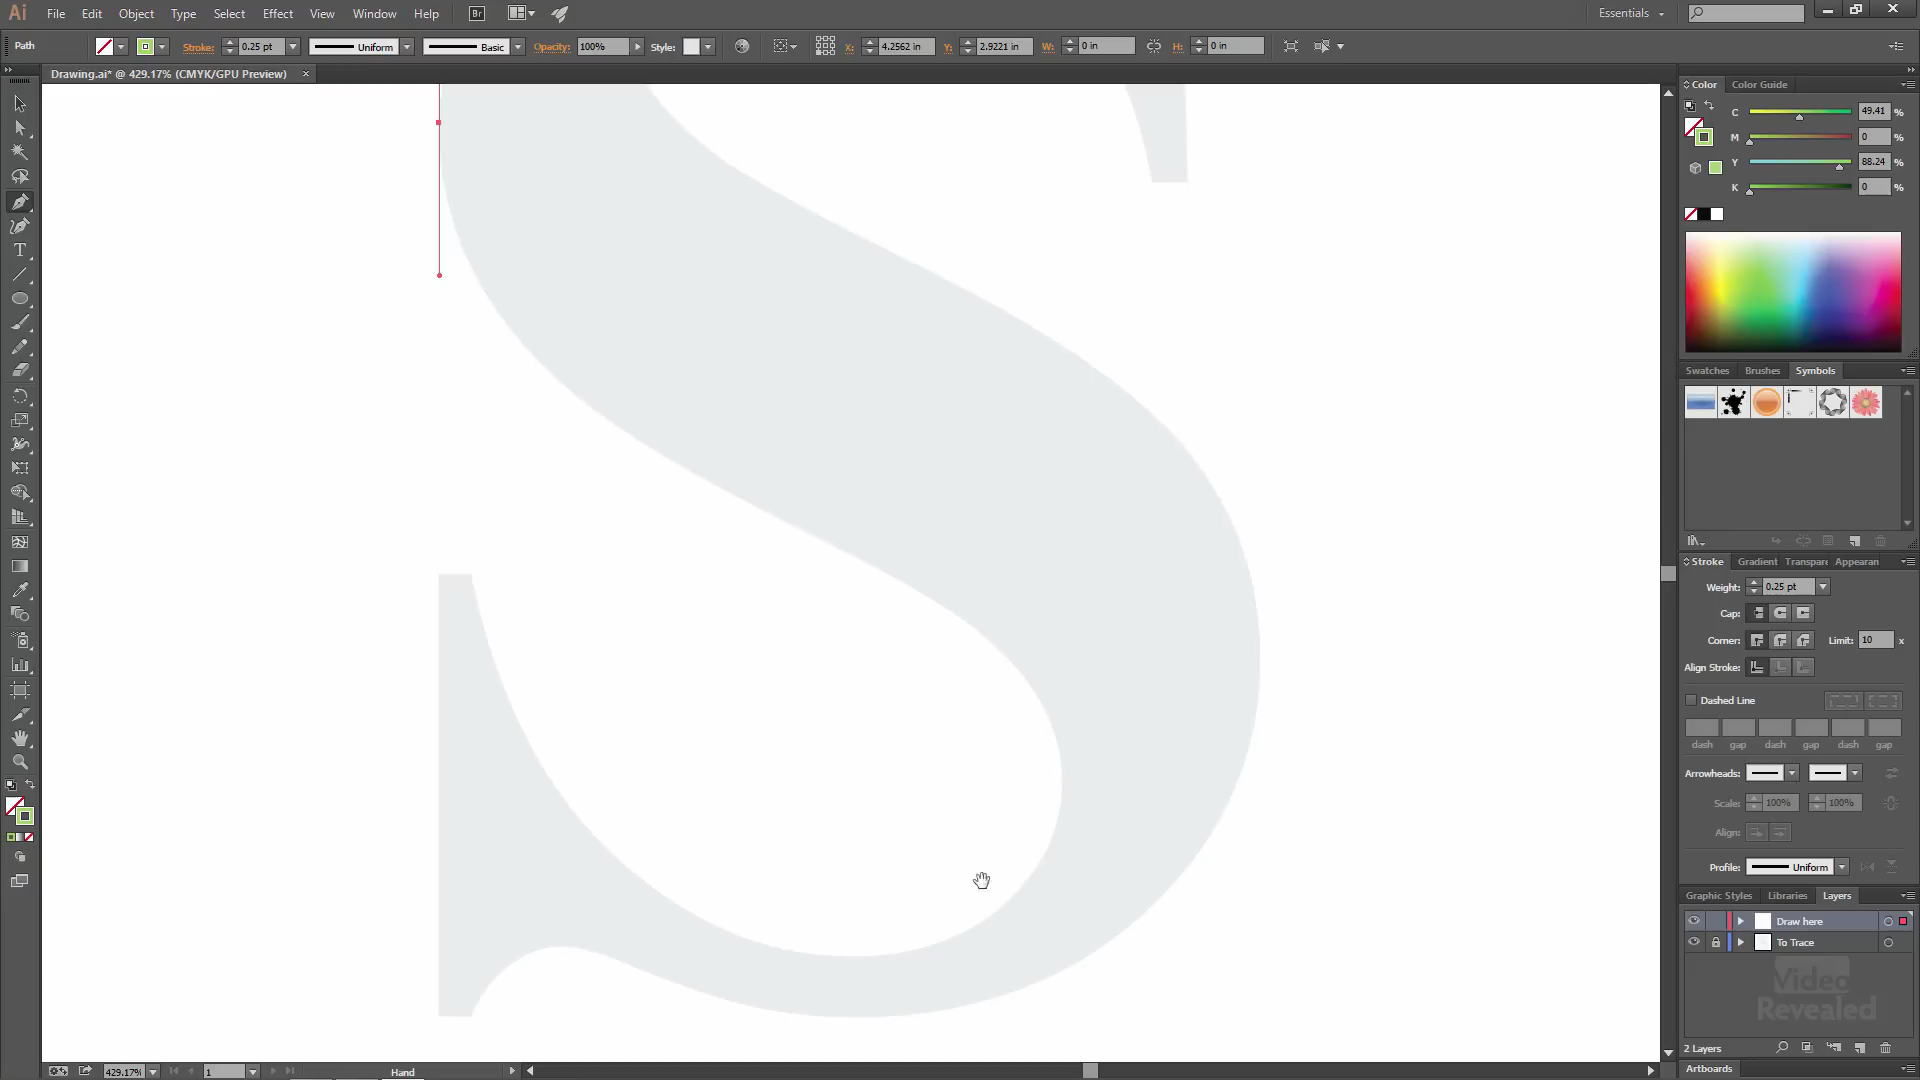 Ai File Edit Object Type Select Effect View Window Help Br Essentials
Path Stroke: 0.25 pt Uniform Basic Opacity: 100% Style: X: 4.2562 in Y: 2.9221 in W: 0 in H: 0 in
Drawing.ai* @ 429.17% (CMYK/GPU Preview) ×
Color Color Guide
C 49.41 %
M 0 %
Y 88.24 %
K 0 %
Swatches Brushes Symbols
Stroke Gradient Transpare Appearan
Weight: 0.25 pt
Cap:
Corner: Limit: 10 x
Align Stroke:
Dashed Line
dash gap dash gap dash gap
Arrowheads:
Scale: 100% 100%
Align:
Profile: Uniform
Graphic Styles Libraries Layers
Draw here
To Trace
Video
Revealed
2 Layers
Artboards
429.17% 1 Hand